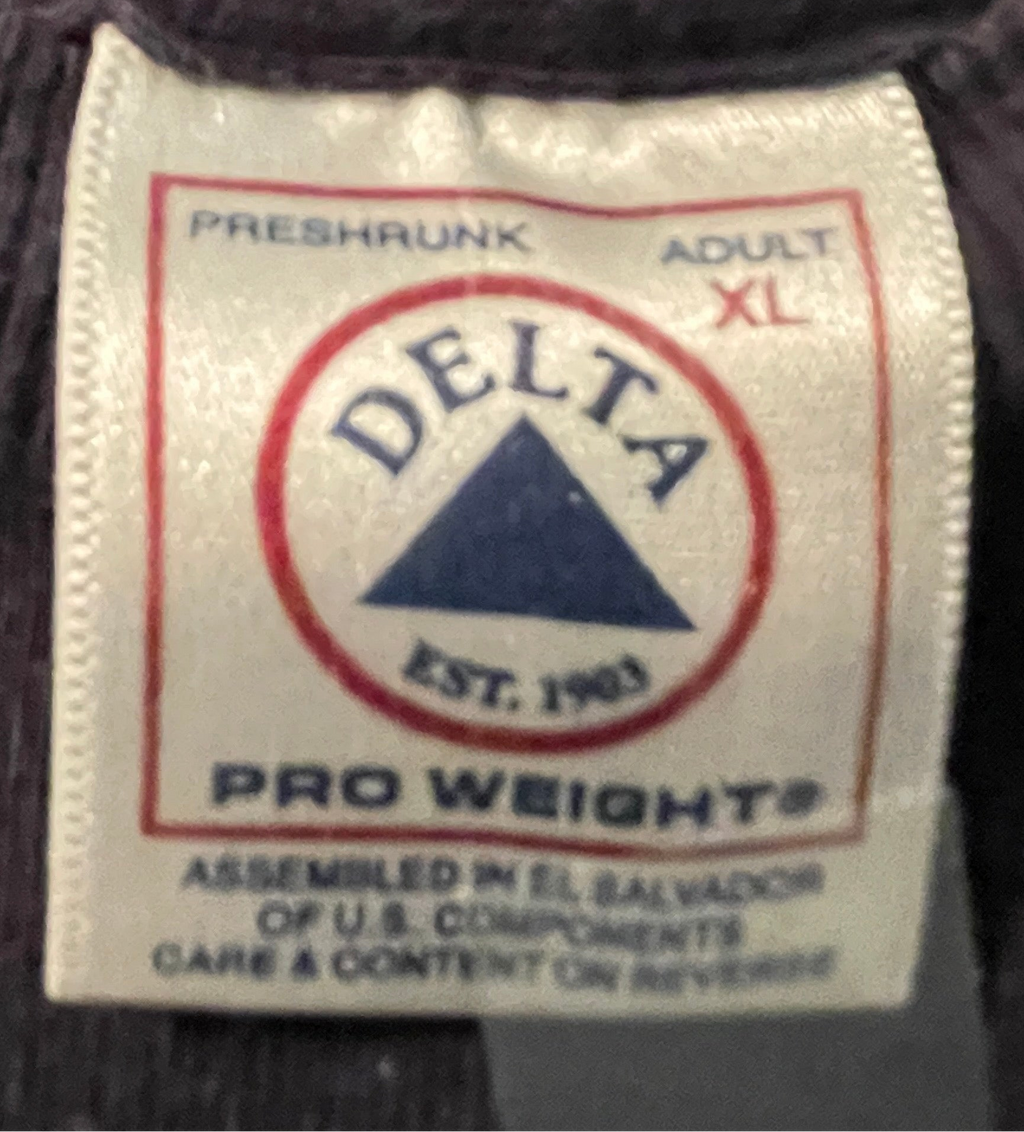 PRESHRUNK
ADULT
XL
DELTA
EST. 1903
PRO WEIGHT®
ASSEMBLED IN EL SALVADOR
OF U.S. COMPONENTS
CARE & CONTENT ON REVERSE